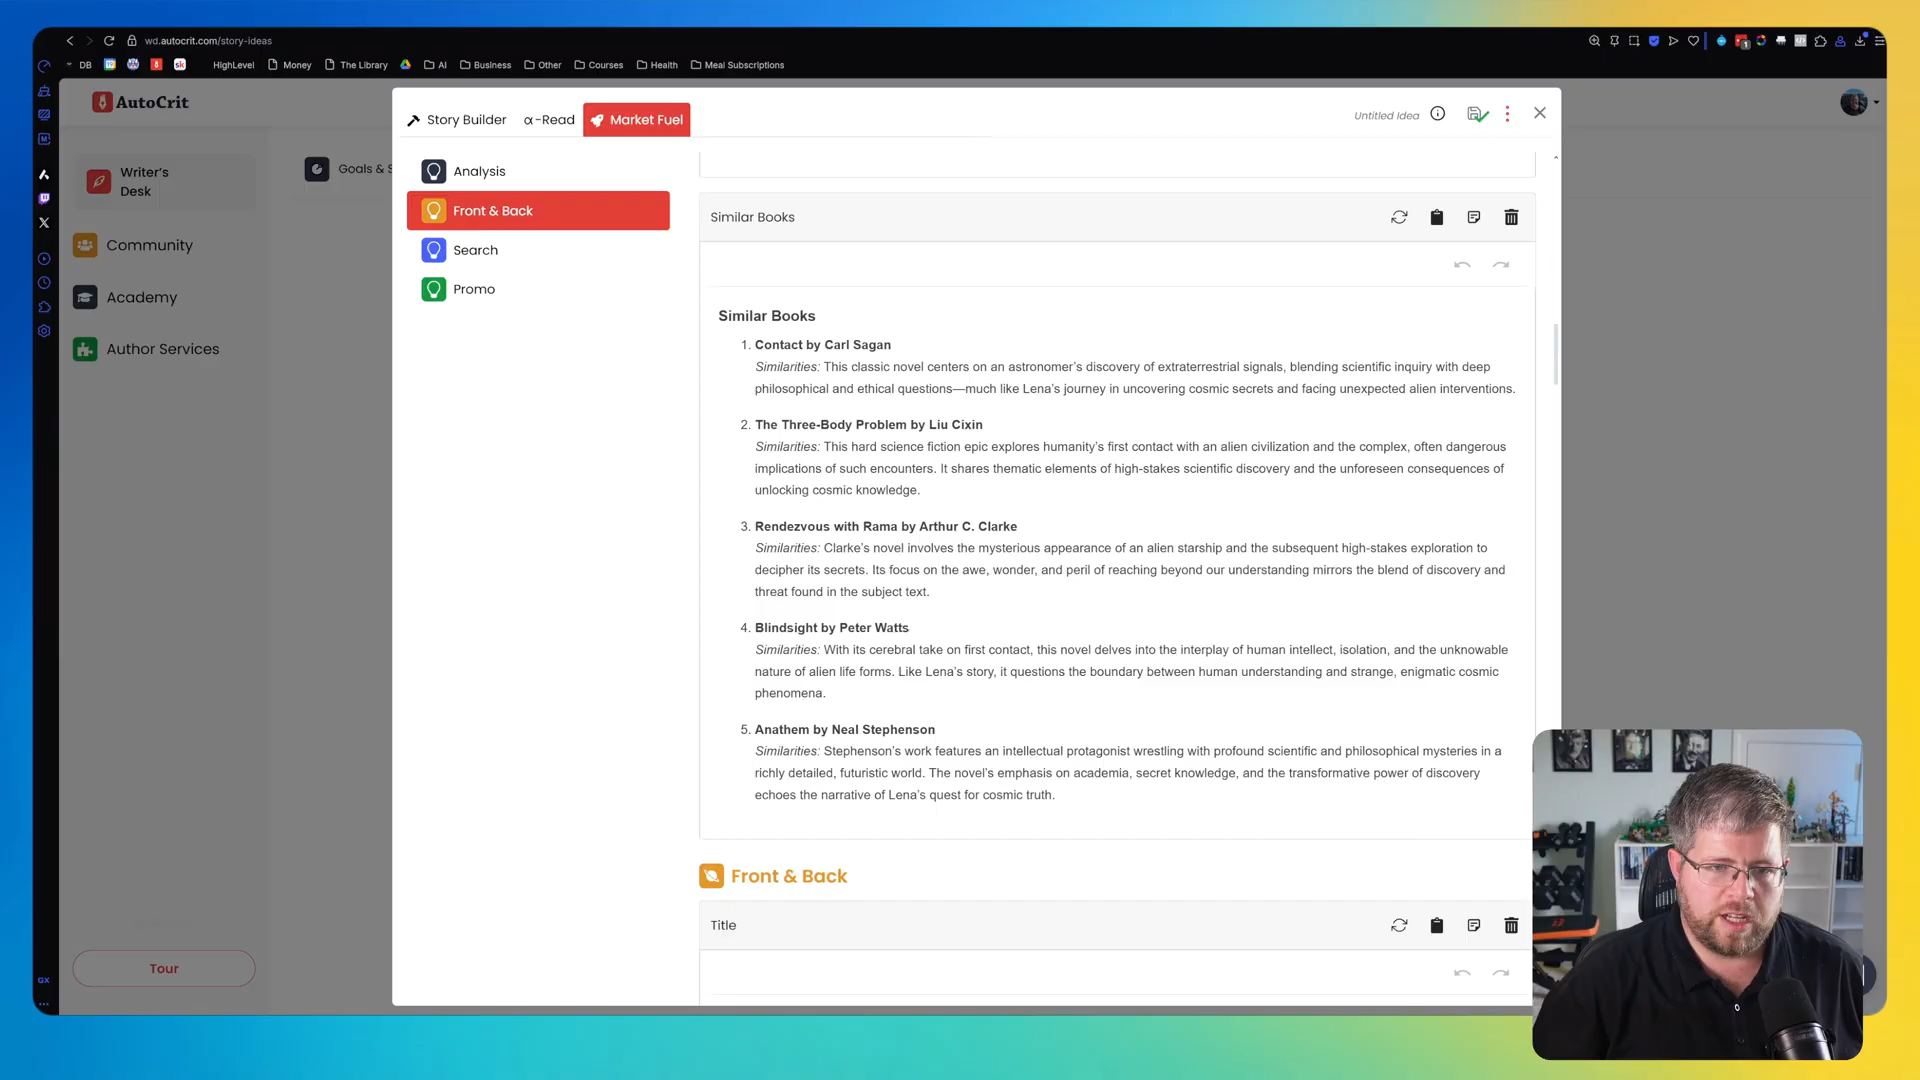 wd.autocrit.com/story-ideas
DB
HighLevel
Money
The Library
AI
Business
Other
Courses
Health
Meal Subscriptions
AutoCrit
Story Builder
α-Read
Market Fuel
Untitled Idea
Writer's
Desk
Goals & S
Community
Academy
Author Services
Tour
Analysis
Front & Back
Search
Promo
Similar Books
Similar Books
1. Contact by Carl Sagan
Similarities: This classic novel centers on an astronomer's discovery of extraterrestrial signals, blending scientific inquiry with deep
philosophical and ethical questions—much like Lena's journey in uncovering cosmic secrets and facing unexpected alien interventions.
2. The Three-Body Problem by Liu Cixin
Similarities: This hard science fiction epic explores humanity's first contact with an alien civilization and the complex, often dangerous
implications of such encounters. It shares thematic elements of high-stakes scientific discovery and the unforeseen consequences of
unlocking cosmic knowledge.
3. Rendezvous with Rama by Arthur C. Clarke
Similarities: Clarke's novel involves the mysterious appearance of an alien starship and the subsequent high-stakes exploration to
decipher its secrets. Its focus on the awe, wonder, and peril of reaching beyond our understanding mirrors the blend of discovery and
threat found in the subject text.
4. Blindsight by Peter Watts
Similarities: With its cerebral take on first contact, this novel delves into the interplay of human intellect, isolation, and the unknowable
nature of alien life forms. Like Lena's story, it questions the boundary between human understanding and strange, enigmatic cosmic
phenomena.
5. Anathem by Neal Stephenson
Similarities: Stephenson's work features an intellectual protagonist wrestling with profound scientific and philosophical mysteries in a
richly detailed, futuristic world. The novel's emphasis on academia, secret knowledge, and the transformative power of discovery
echoes the narrative of Lena's quest for cosmic truth.
Front & Back
Title
GX